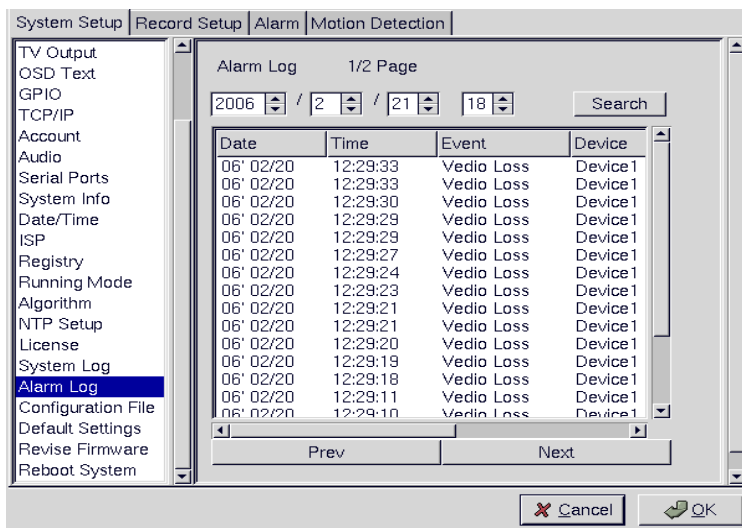 System Setup Record Setup Alarm Motion Detection
TV Output
OSD Text
GPIO
TCP/IP
Account
Audio
Serial Ports
System Info
Date/Time
ISP
Registry
Running Mode
Algorithm
NTP Setup
License
System Log
Alarm Log
Configuration File
Default Settings
Revise Firmware
Reboot System
Alarm Log 1/2 Page
2006 / 2 / 21 18 Search
Date Time Event Device
06' 02/20 12:29:33 Vedio Loss Device1
06' 02/20 12:29:33 Vedio Loss Device1
06' 02/20 12:29:30 Vedio Loss Device1
06' 02/20 12:29:29 Vedio Loss Device1
06' 02/20 12:29:29 Vedio Loss Device1
06' 02/20 12:29:27 Vedio Loss Device1
06' 02/20 12:29:24 Vedio Loss Device1
06' 02/20 12:29:23 Vedio Loss Device1
06' 02/20 12:29:21 Vedio Loss Device1
06' 02/20 12:29:21 Vedio Loss Device1
06' 02/20 12:29:20 Vedio Loss Device1
06' 02/20 12:29:19 Vedio Loss Device1
06' 02/20 12:29:18 Vedio Loss Device1
06' 02/20 12:29:11 Vedio Loss Device1
06' 02/20 12:29:10 Vedio Loss Device1
Prev Next
Cancel OK